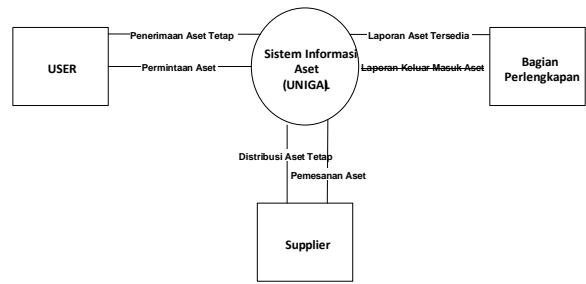 Penerimaan Aset Tetap
Permintaan Aset
USER
Sistem Informasi
Aset
(UNIGAL)
Laporan Aset Tersedia
Laporan Keluar Masuk Aset
Bagian
Perlengkapan
Distribusi Aset Tetap
Pemesanan Aset
Supplier